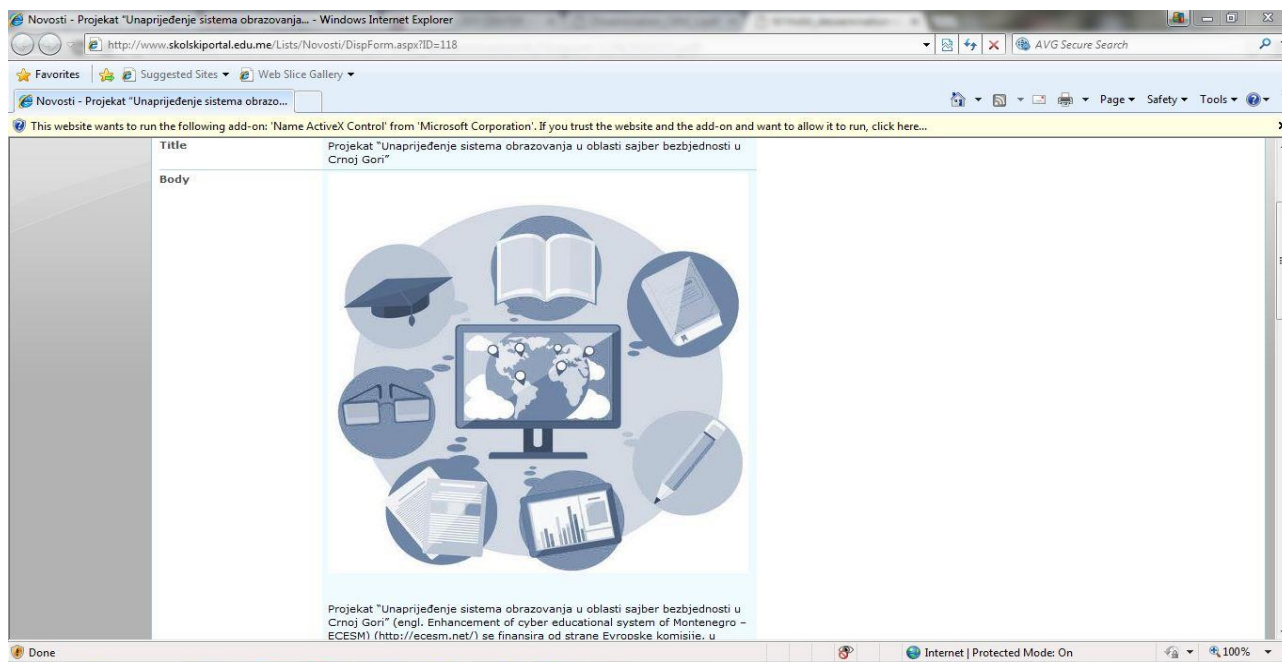 Projekat "Unaprijeđenje sistema obrazovanja... - Windows Internet Explorer
http://www.skolskiportal.edu.me/Lists/Novosti/DispForm.aspx?ID=118
AVG Secure Search
Favorites
Suggested Sites
Web Slice Gallery
Novosti - Projekat "Unaprijeđenje sistema obrazo...
Page
Safety
Tools
This website wants to run the following add-on: 'Name ActiveX Control' from 'Microsoft Corporation'. If you trust the website and the add-on and want to allow it to run, click here...
Title
Projekat "Unaprijeđenje sistema obrazovanja u oblasti sajber bezbjednosti u
Crnoj Gori"
Body
Projekat "Unaprijeđenje sistema obrazovanja u oblasti sajber bezbjednosti u
Crnoj Gori" (engl. Enhancement of cyber educational system of Montenegro –
ECESM) (http://ecesm.net/) se finansira od strane Evropske komisije, u
Done
Internet | Protected Mode: On
100%